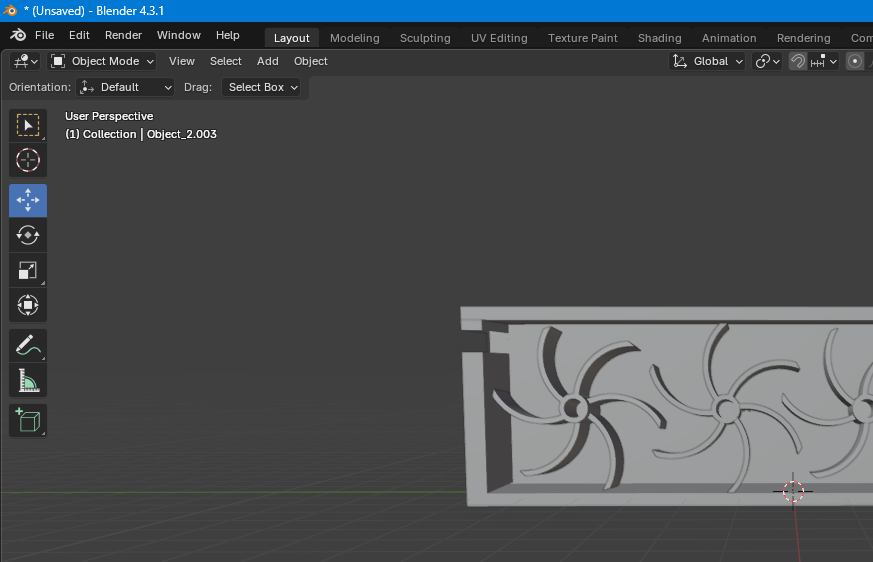 * (Unsaved) - Blender 4.3.1
File Edit Render Window Help Layout Modeling Sculpting UV Editing Texture Paint Shading Animation Rendering Com
Object Mode View Select Add Object Global
Orientation: Default Drag: Select Box
User Perspective
(1) Collection | Object_2.003